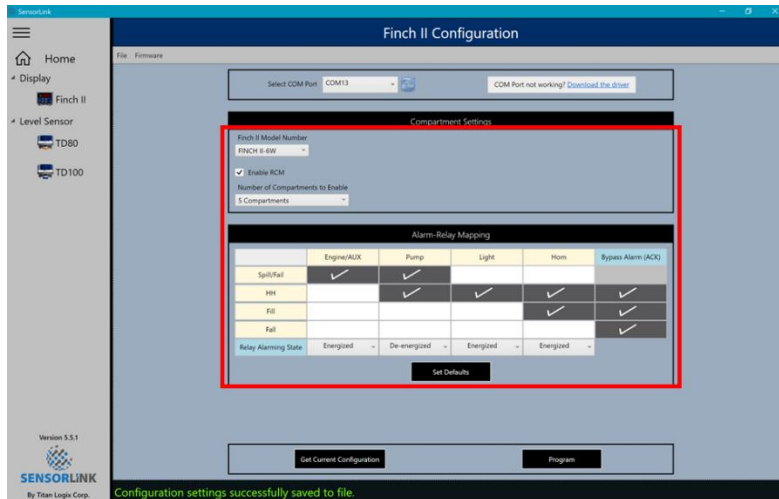 SensorLink
Finch II Configuration
File Firmware
Home
Display
Finch II
Level Sensor
TD80
TD100
Select COM Port COM13
COM Port not working? Download the driver
Compartment Settings
Finch II Model Number
FINCH II-6W
Enable RCM
Number of Compartments to Enable
5 Compartments
Alarm-Relay Mapping
Engine/AUX Pump Light Horn Bypass Alarm (ACK)
Spill/Fail
HH
Fill
Fall
Relay Alarming State Energized De-energized Energized Energized
Set Defaults
Get Current Configuration Program
Version 5.5.1
SENSORLINK
By Titan Logix Corp.
Configuration settings successfully saved to file.